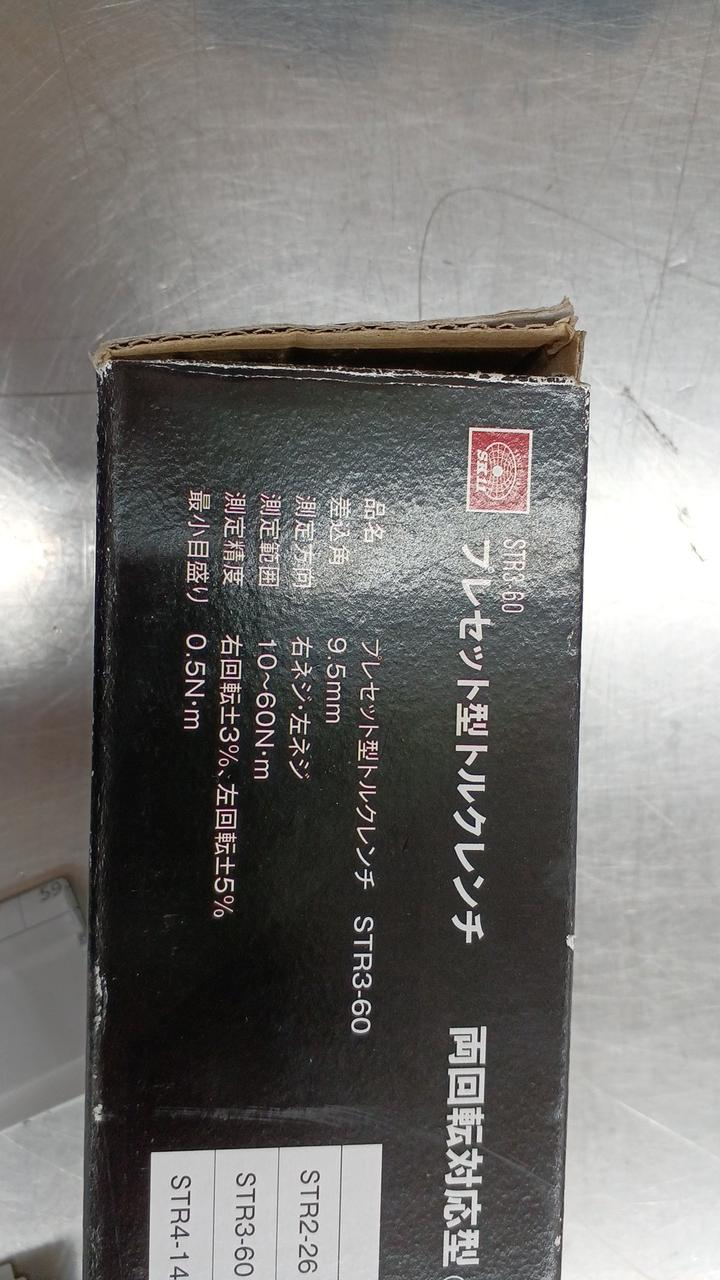 SK11
STR3-60
プレセット型トルクレンチ 両回転対応型
品名 プレセット型トルクレンチ STR3-60
差込角 9.5mm
測定方向 右ネジ・左ネジ
測定範囲 10~60N·m
測定精度 右回転±3%、左回転±5%
最小目盛り 0.5N·m
STR2-26
STR3-60
STR4-14
59